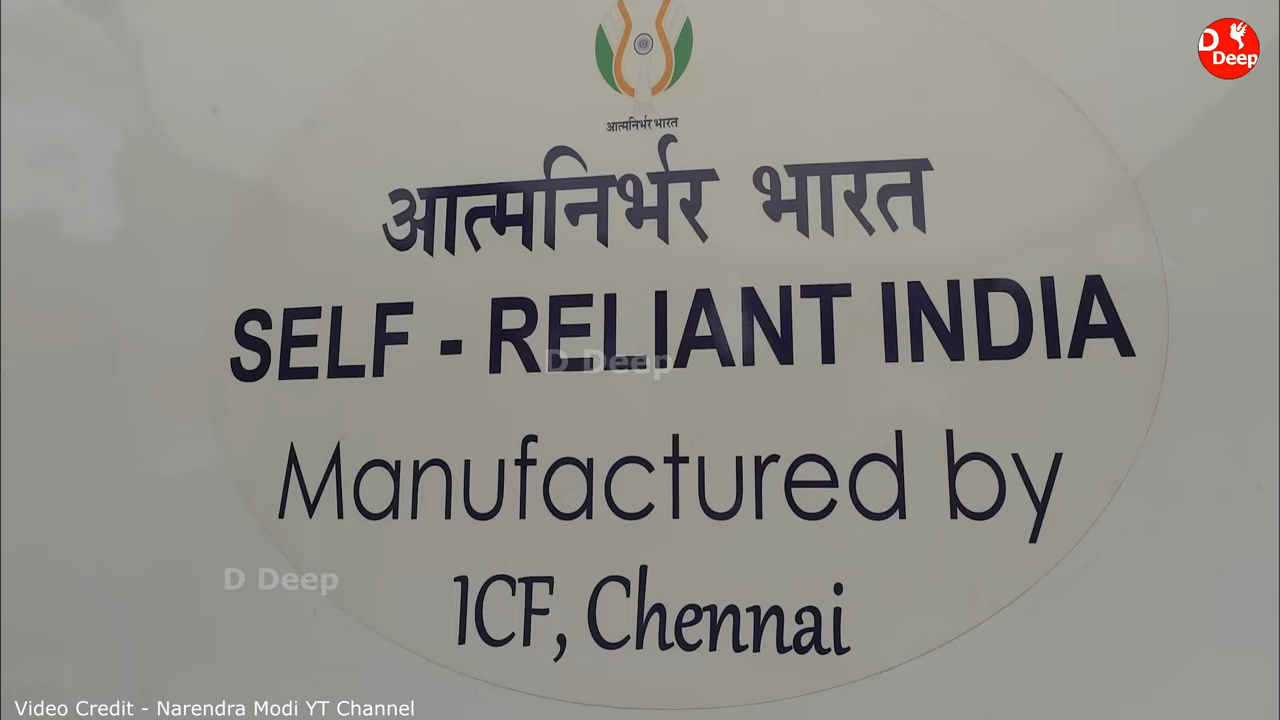 D Deep
आत्मनिर्भर भारत
आत्मनिर्भर भारत
SELF - RELIANT INDIA
D Deep
Manufactured by
D Deep
ICF, Chennai
Video Credit - Narendra Modi YT Channel